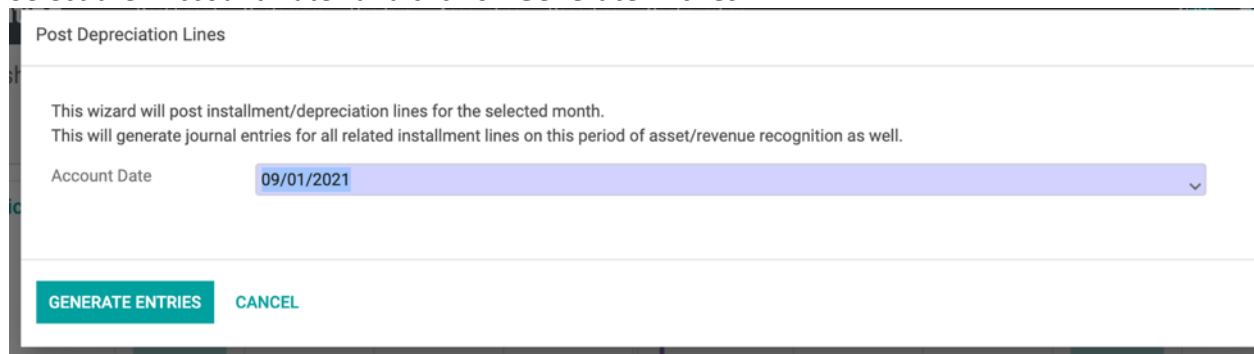 Post Depreciation Lines
This wizard will post installment/depreciation lines for the selected month.
This will generate journal entries for all related installment lines on this period of asset/revenue recognition as well.
Account Date
09/01/2021
GENERATE ENTRIES CANCEL